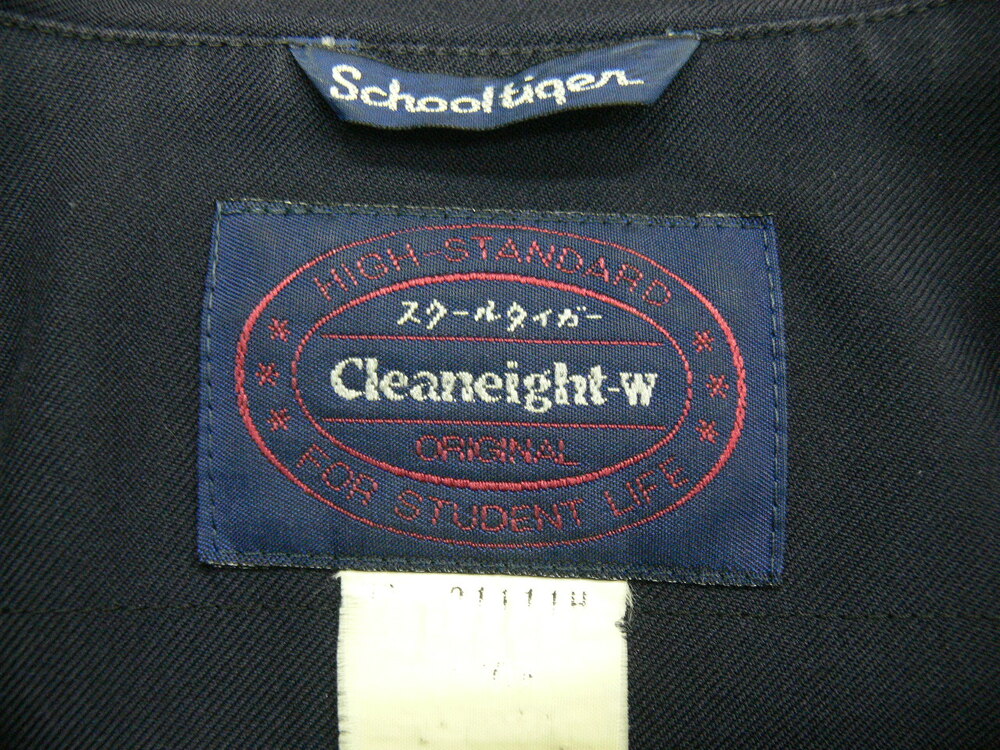 Schooltiger
HIGH-STANDARD
スクールタイガー
Cleaneight-W
ORIGINAL
FOR STUDENT LIFE